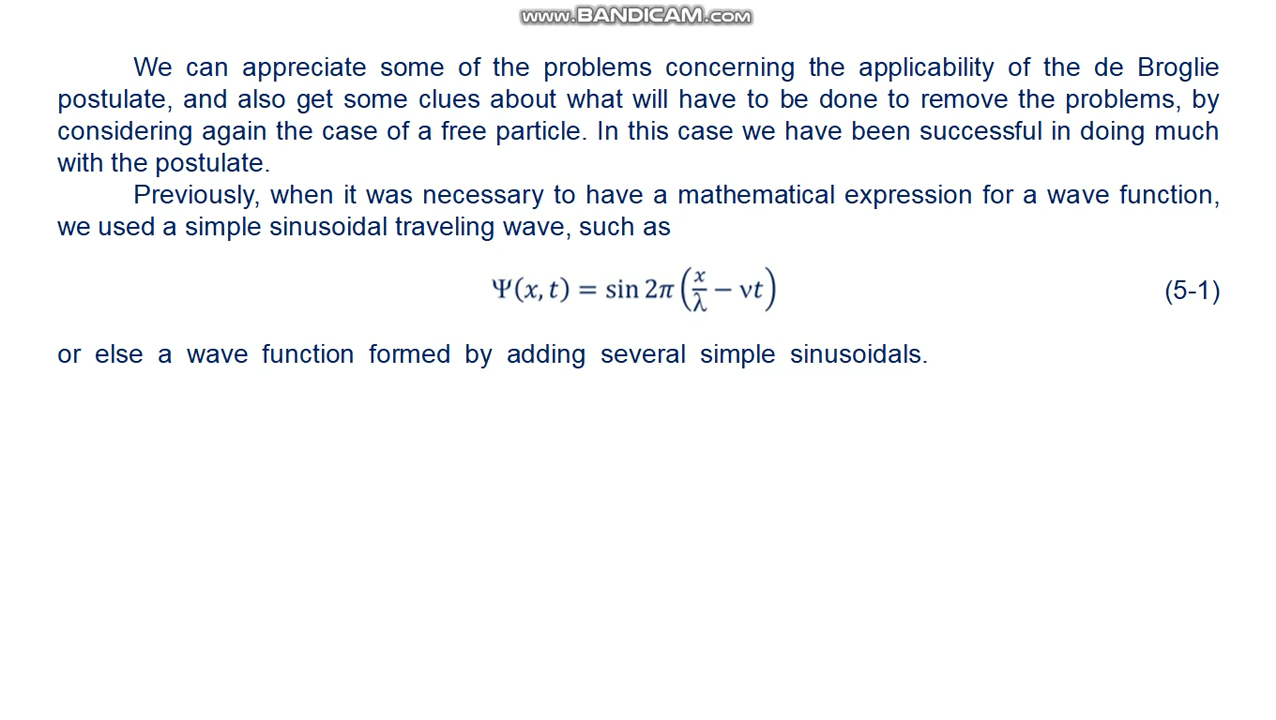 www.BANDICAM.com
We can appreciate some of the problems concerning the applicability of the de Broglie
postulate, and also get some clues about what will have to be done to remove the problems, by
considering again the case of a free particle. In this case we have been successful in doing much
with the postulate.
Previously, when it was necessary to have a mathematical expression for a wave function,
we used a simple sinusoidal traveling wave, such as
Ψ(x, t) = sin 2π (x/λ − νt) (5-1)
or else a wave function formed by adding several simple sinusoidals.